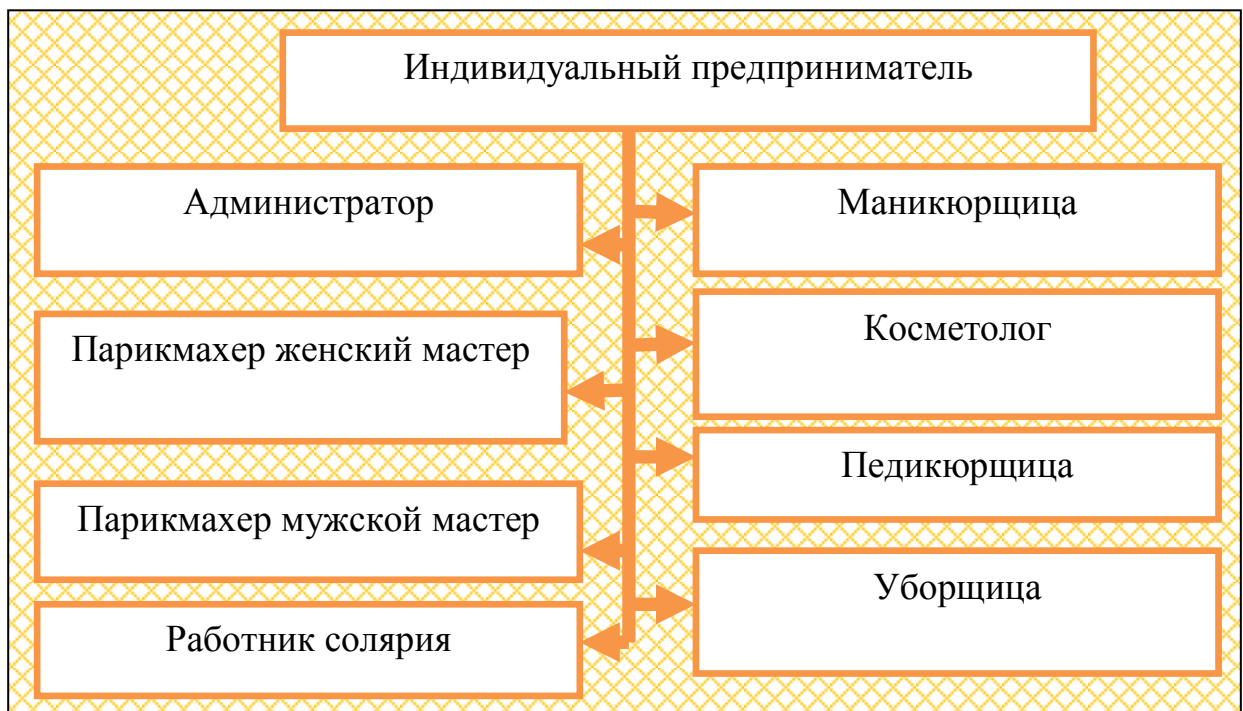 Индивидуальный предприниматель
Администратор
Маникюрщица
Парикмахер женский мастер
Косметолог
Педикюрщица
Парикмахер мужской мастер
Уборщица
Работник солярия